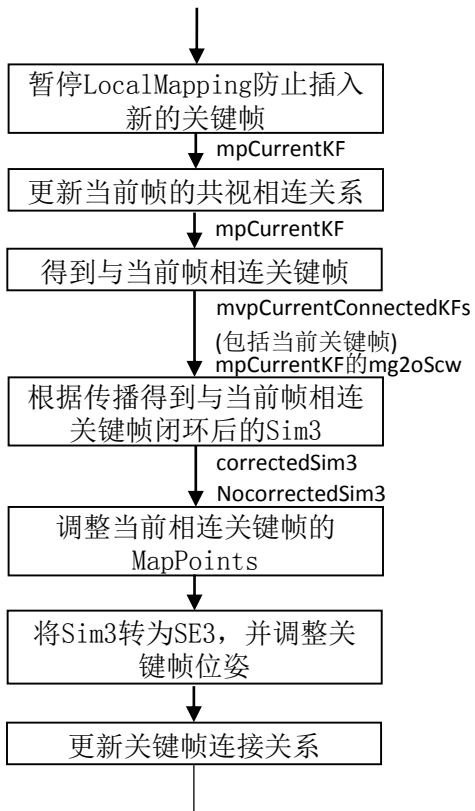 暂停LocalMapping防止插入
新的关键帧
mpCurrentKF
更新当前帧的共视相连关系
mpCurrentKF
得到与当前帧相连关键帧
mvpCurrentConnectedKFs
(包括当前关键帧)
mpCurrentKF的mg2oScw
根据传播得到与当前帧相连
关键帧闭环后的Sim3
correctedSim3
NocorrectedSim3
调整当前相连关键帧的
MapPoints
将Sim3转为SE3，并调整关
键帧位姿
更新关键帧连接关系